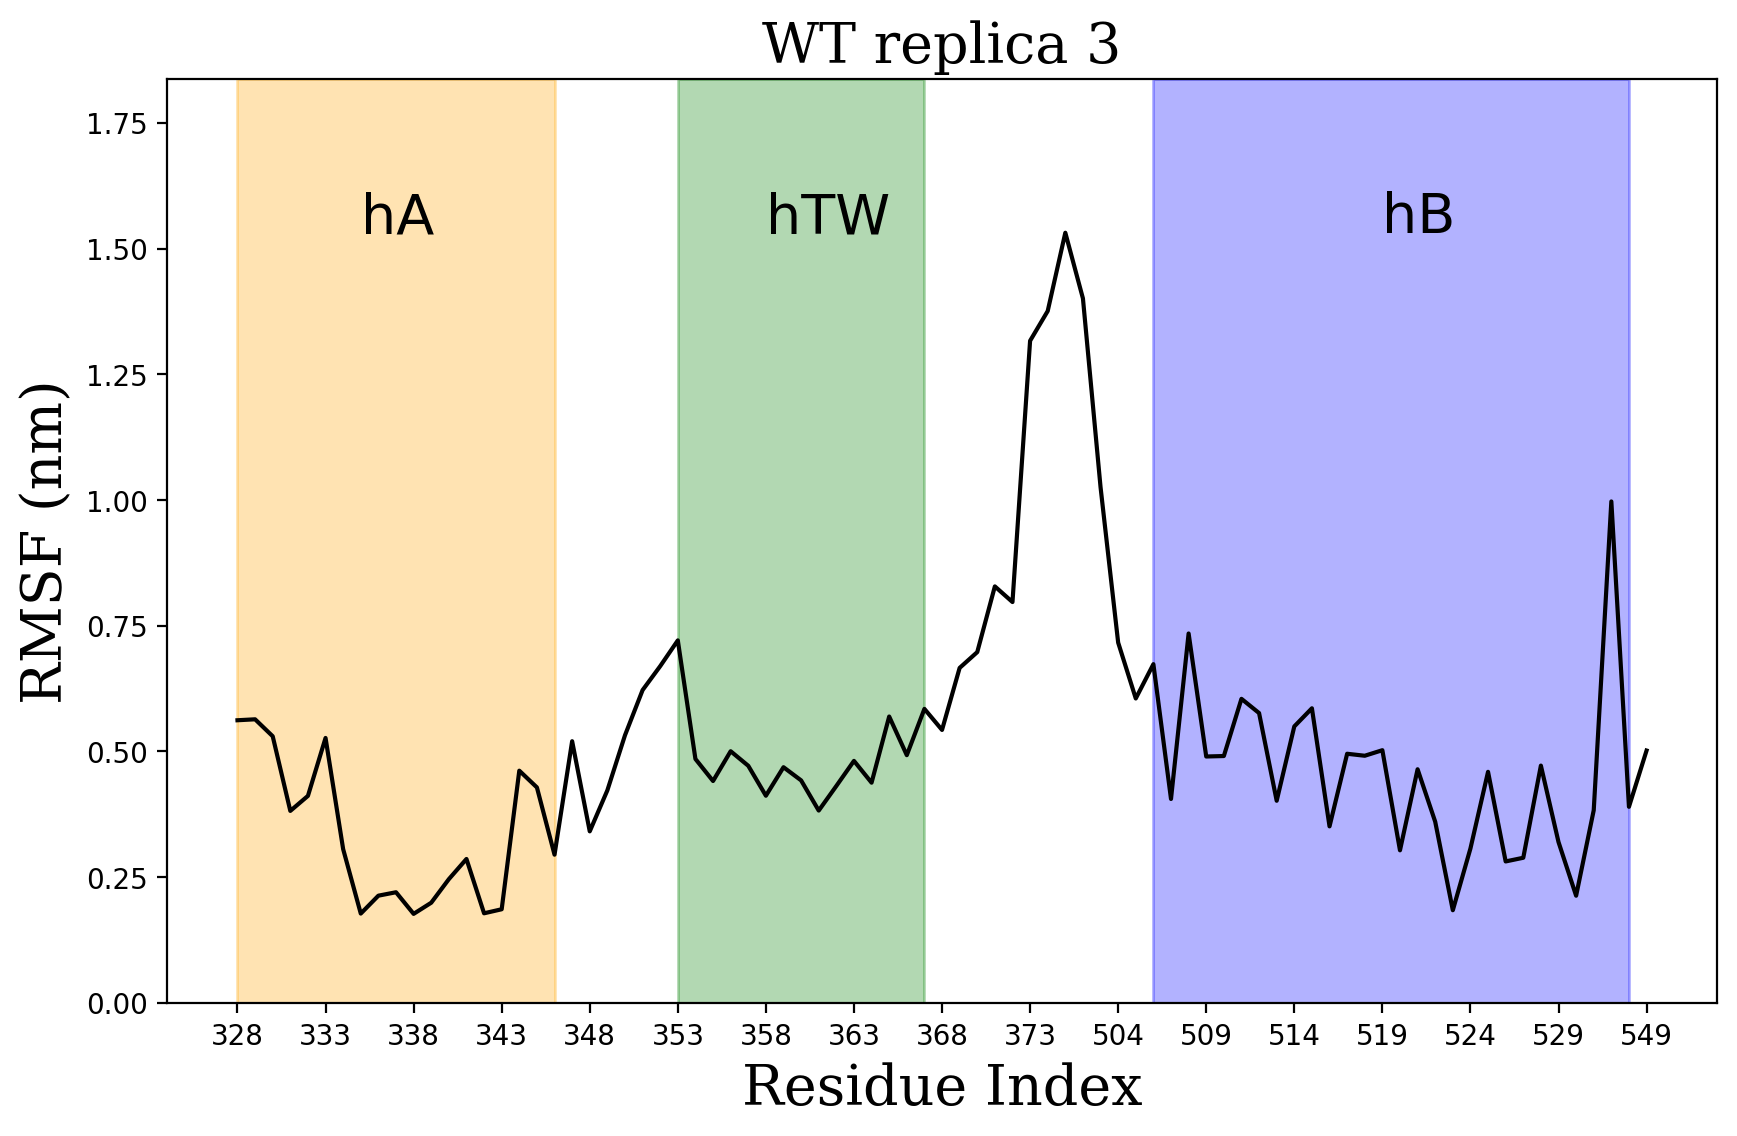 WT replica 3
RMSF (nm)
1.75
1.50
1.25
1.00
0.75
0.50
0.25
0.00
hA
hTW
hB
328 333 338 343 348 353 358 363 368 373 504 509 514 519 524 529 549
Residue Index